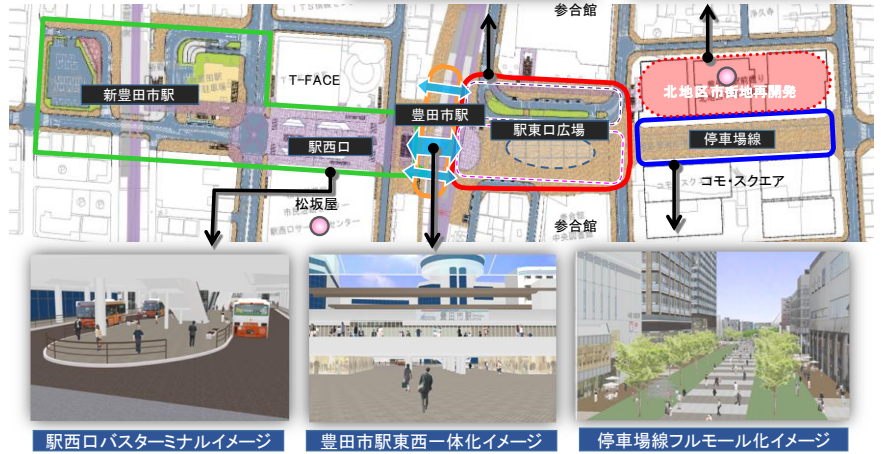 参合館
T-FACE
新豊田市駅
豊田市駅
駅西口
駅東口広場
北地区市街地再開発
停車場線
コモ・スクエア
松坂屋
参合館
豊田市駅
駅西口バスターミナルイメージ
豊田市駅東西一体化イメージ
停車場線フルモール化イメージ